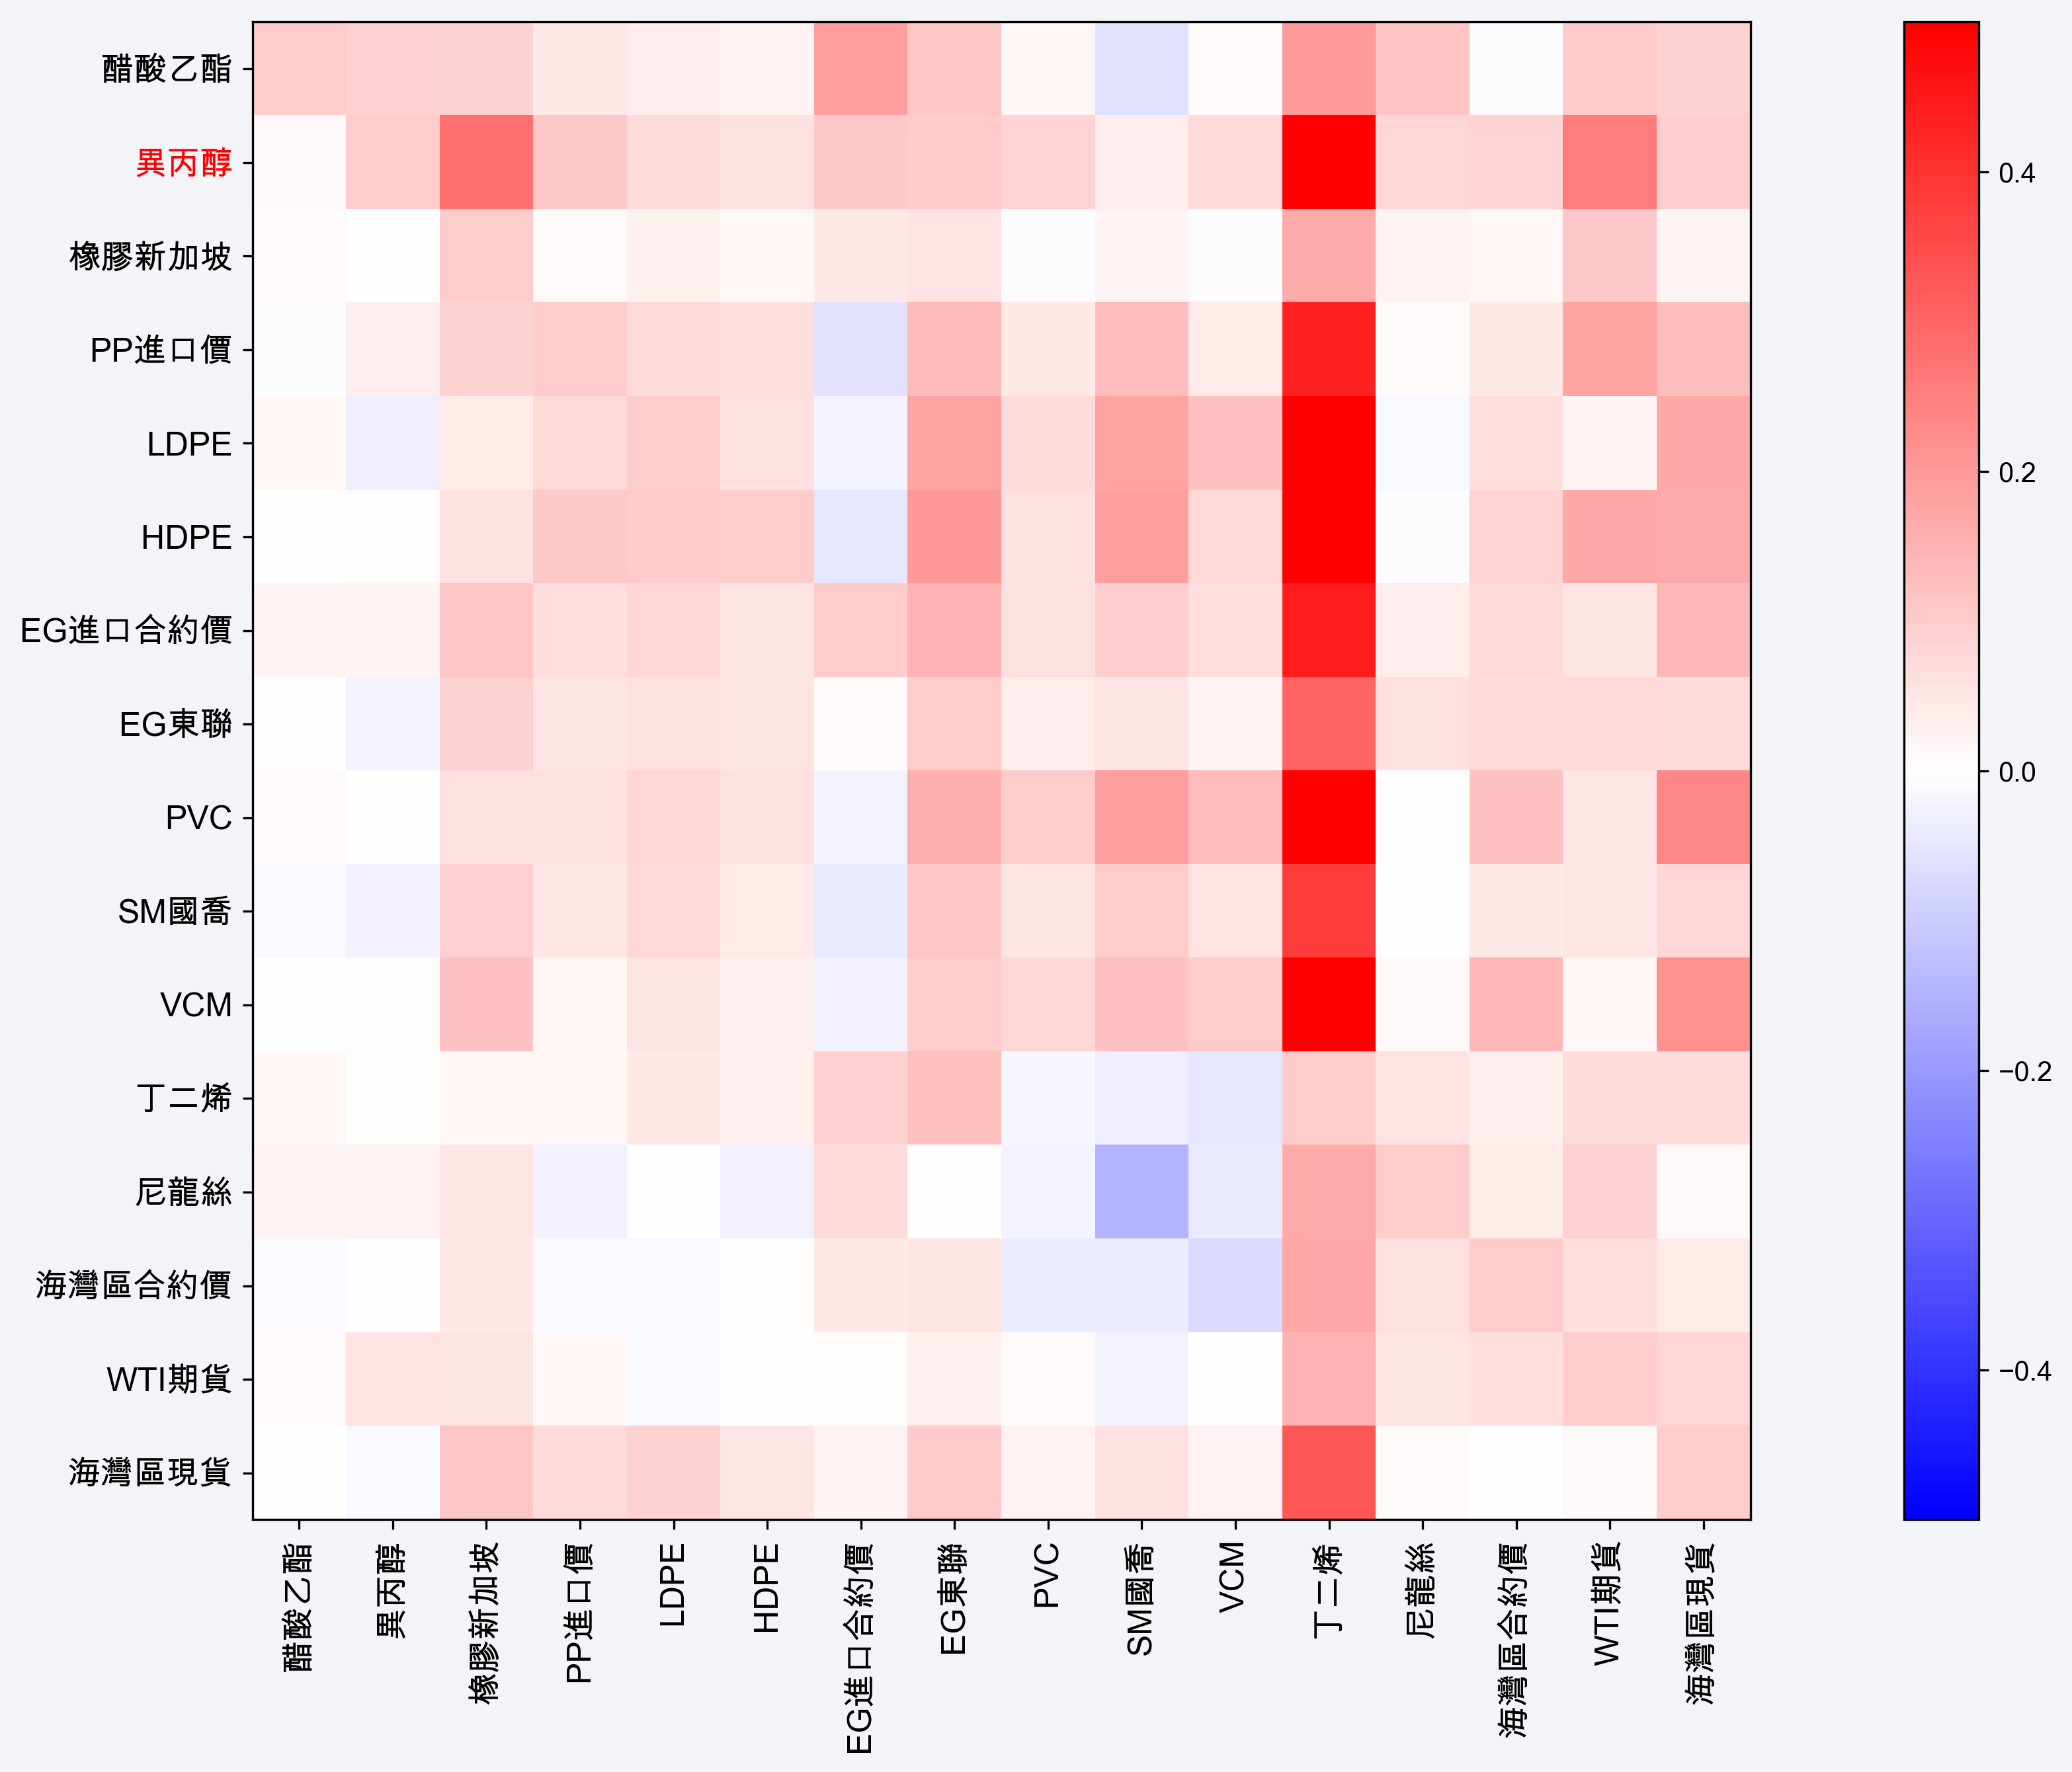 醋酸乙酯
異丙醇
橡膠新加坡
PP進口價
LDPE
HDPE
EG進口合約價
EG東聯
PVC
SM國喬
VCM
丁二烯
尼龍絲
海灣區合約價
WTI期貨
海灣區現貨
醋酸乙酯
異丙醇
橡膠新加坡
PP進口價
LDPE
HDPE
EG進口合約價
EG東聯
PVC
SM國喬
VCM
丁二烯
尼龍絲
海灣區合約價
WTI期貨
海灣區現貨
0.4
0.2
0.0
−0.2
−0.4